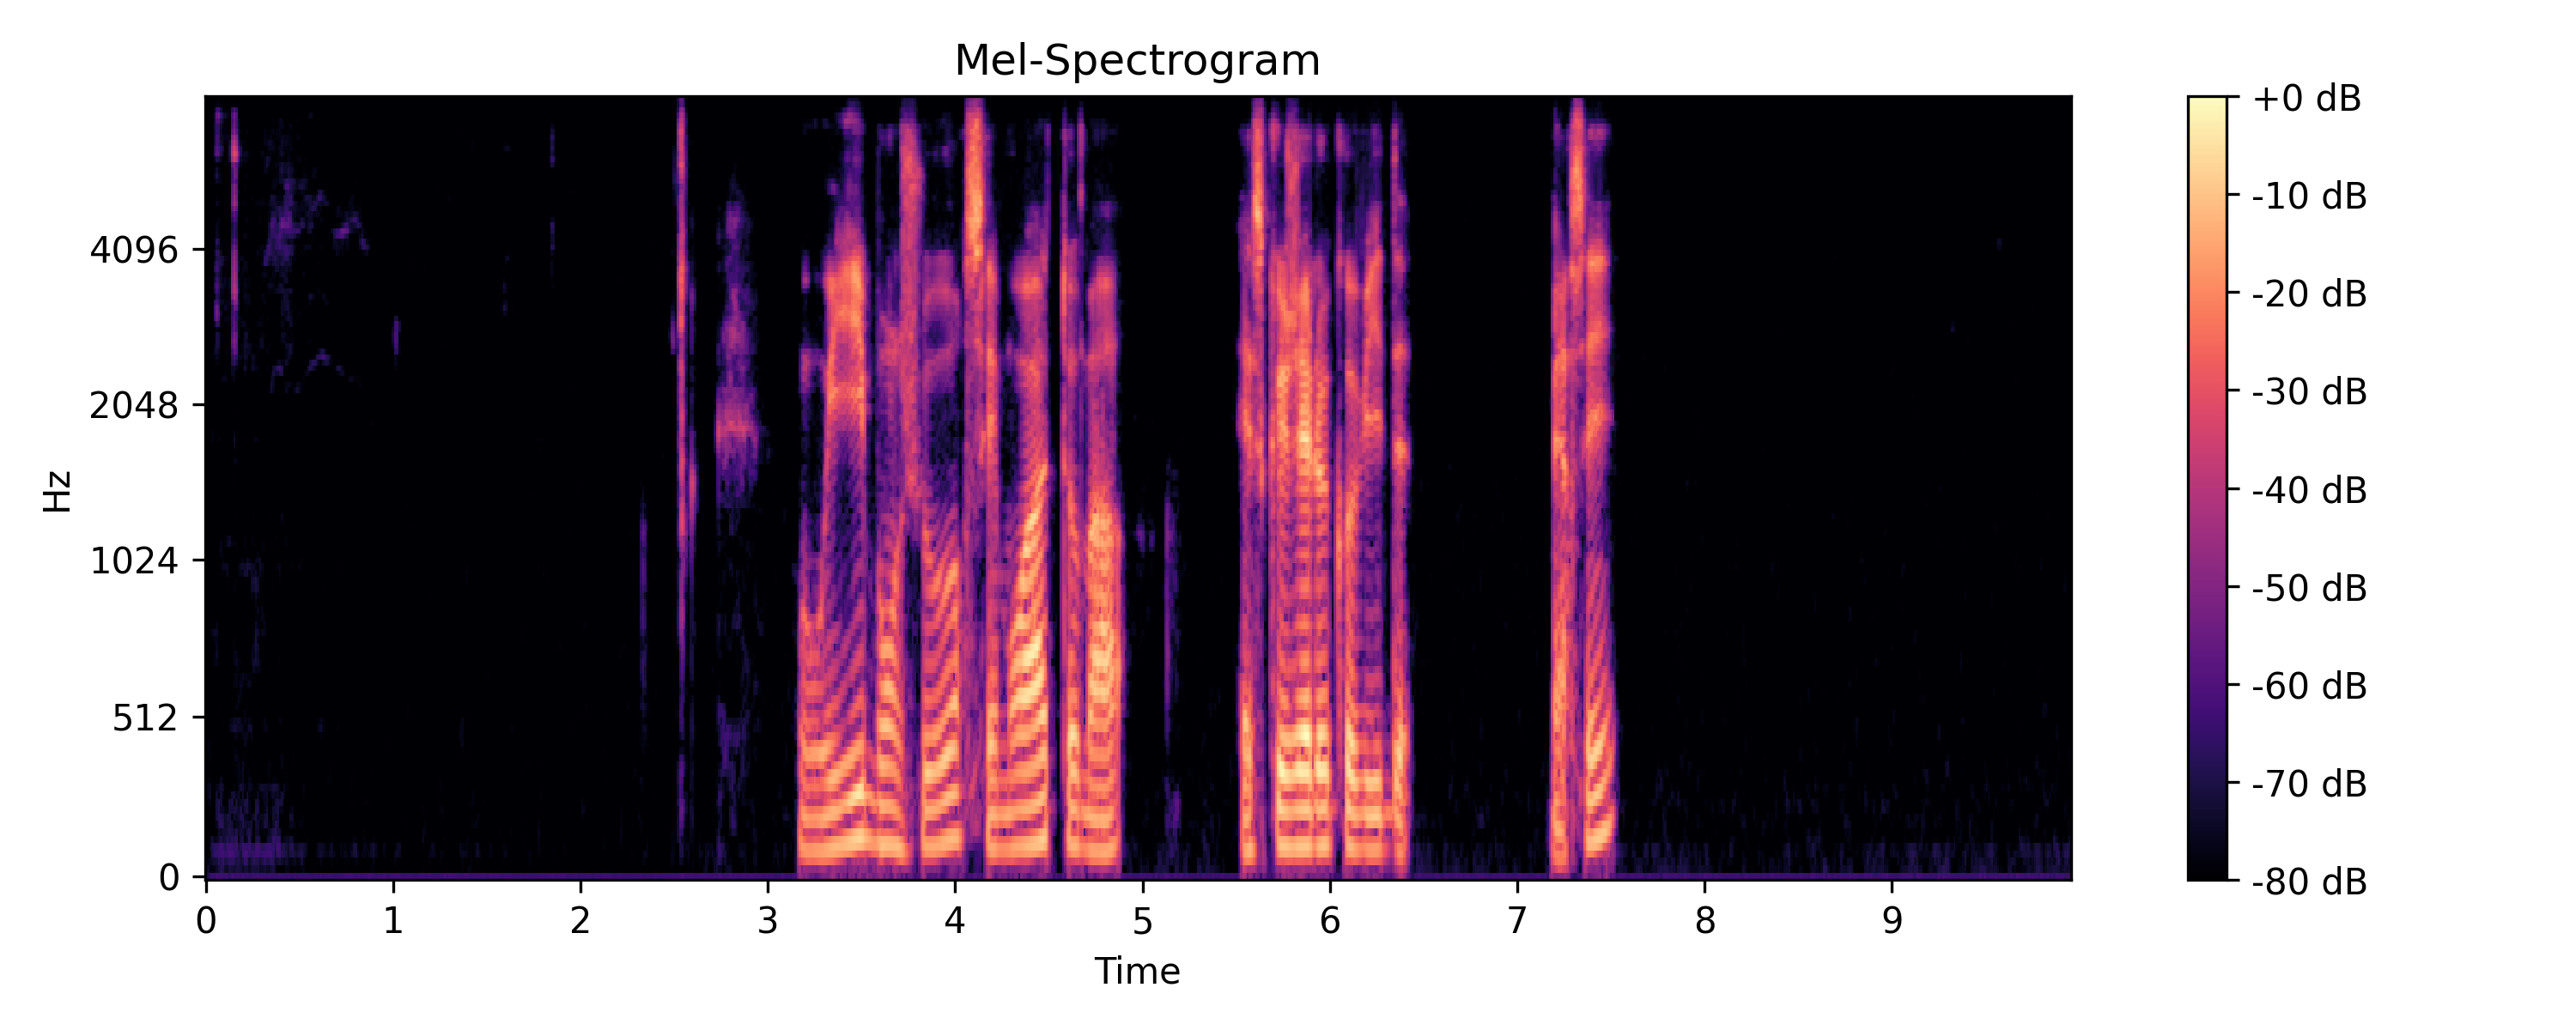 Mel-Spectrogram
+0 dB
-10 dB
-20 dB
-30 dB
-40 dB
-50 dB
-60 dB
-70 dB
-80 dB
Hz
4096
2048
1024
512
0
0 1 2 3 4 5 6 7 8 9
Time